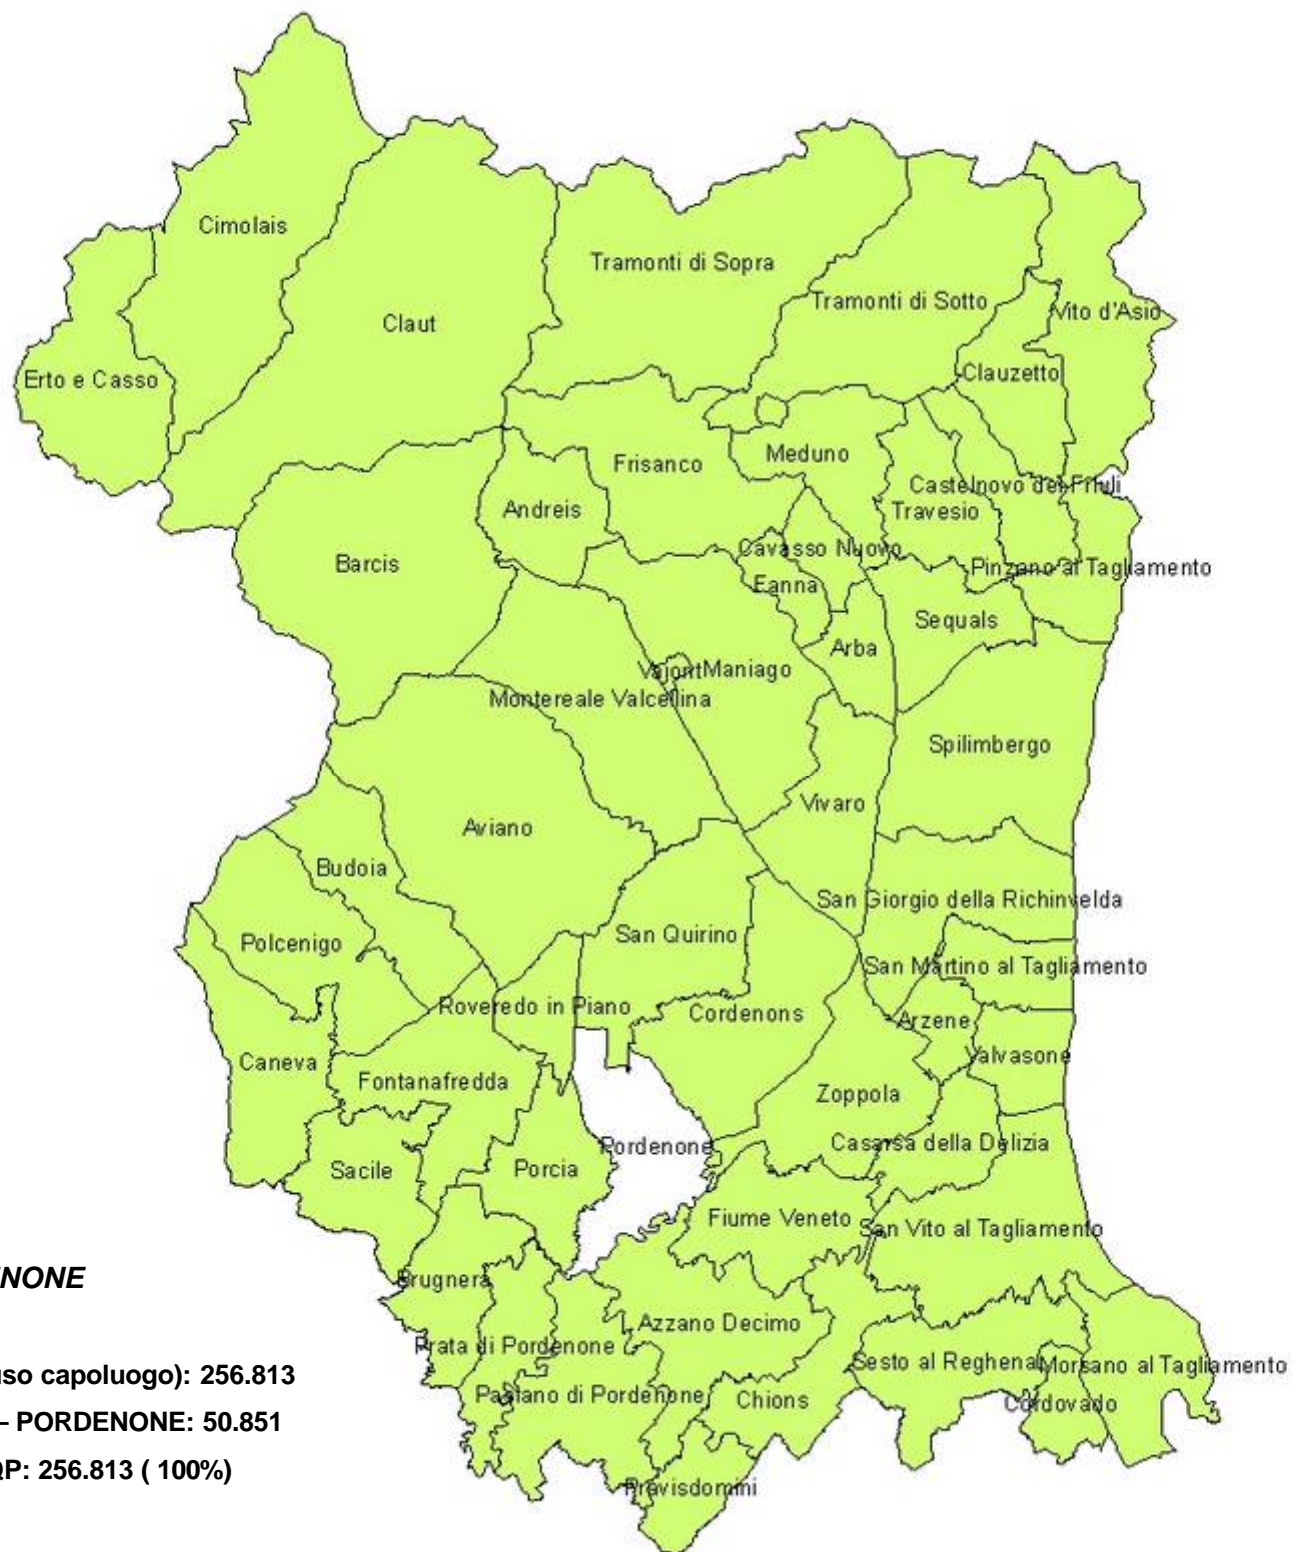 Cimolais
Tramonti di Sopra
Tramonti di Sotto
Vito d'Asio
Claut
Erto e Casso
Clauzetto
Meduno
Frisanco
Castelnovo del Friuli
Andreis
Travesio
Cavasso Nuovo
Barcis
Pinzano al Tagliamento
Fanna
Sequals
Arba
Vajont
Maniago
Montereale Valcellina
Spilimbergo
Vivaro
Aviano
Budoia
San Giorgio della Richinvelda
San Quirino
Polcenigo
San Martino al Tagliamento
Roveredo in Piano
Cordenons
Arzene
Valvasone
Caneva
Fontanafredda
Zoppola
Casarsa della Delizia
Pordenone
Sacile
Porcia
Fiume Veneto
San Vito al Tagliamento
NONE
Brugnera
Azzano Decimo
Prata di Pordenone
Sesto al Reghena
Morsano al Tagliamento
uso capoluogo): 256.813
Pasiano di Pordenone
Chions
Cordovado
– PORDENONE: 50.851
QP: 256.813 ( 100%)
Pravisdomini